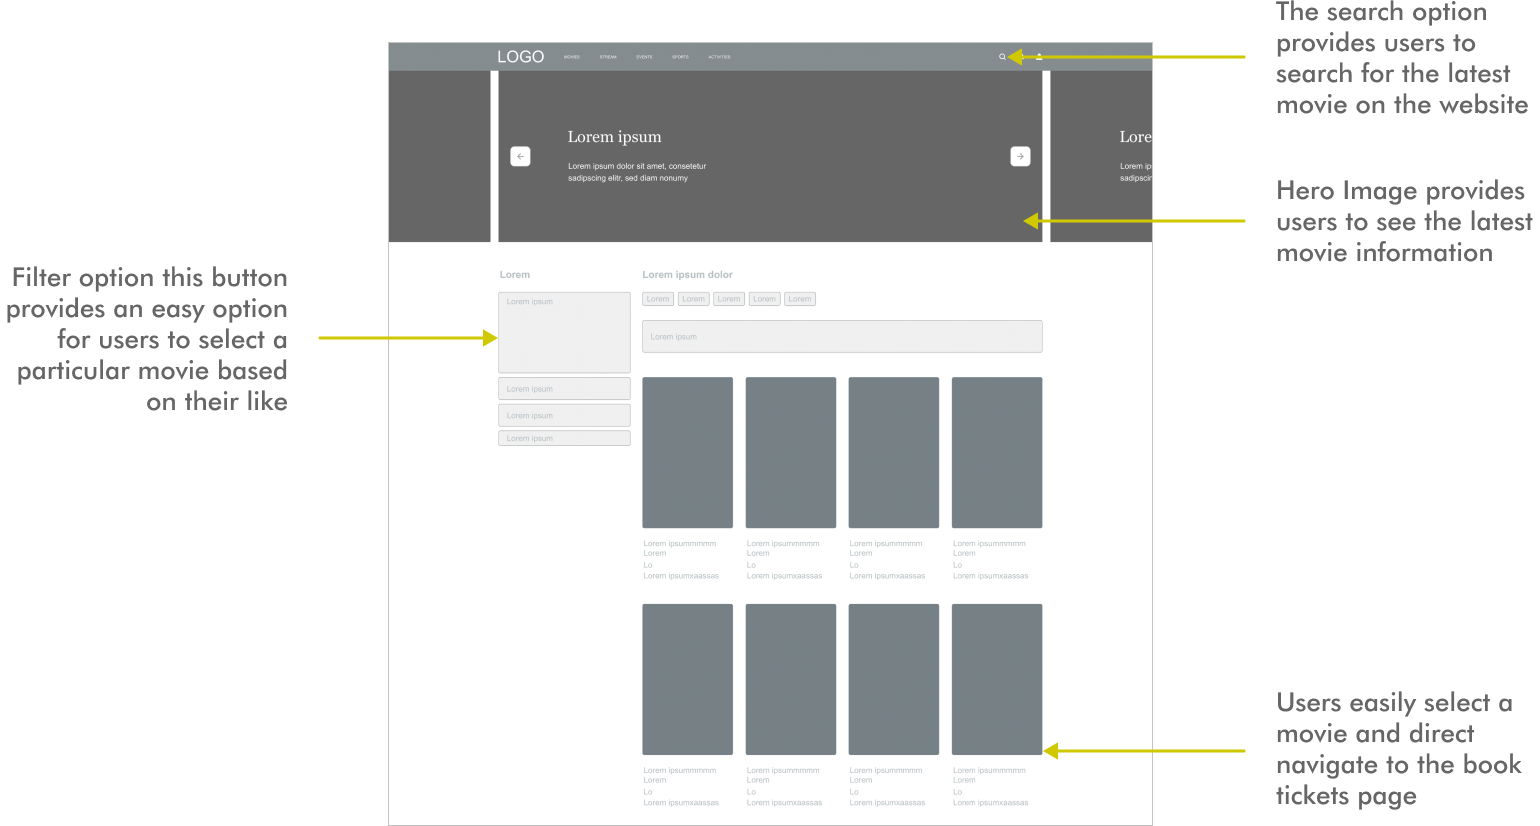 The search option
provides users to
search for the latest
movie on the website
LOGO
MOVIES
STREAM
EVENTS
SPORTS
ACTIVITIES
Lorem ipsum
Lorem ipsum dolor sit amet, consetetur
sadipscing elitr, sed diam nonumy
Lore
Lorem ip
sadipscin
Hero Image provides
users to see the latest
movie information
Filter option this button
provides an easy option
for users to select a
particular movie based
on their like
Lorem
Lorem ipsum
Lorem ipsum
Lorem ipsum
Lorem ipsum
Lorem ipsum dolor
Lorem Lorem Lorem Lorem Lorem
Lorem ipsum
Lorem ipsummmmm
Lorem
Lo
Lorem ipsumxaassas
Lorem ipsummmmm
Lorem
Lo
Lorem ipsumxaassas
Lorem ipsummmmm
Lorem
Lo
Lorem ipsumxaassas
Lorem ipsummmmm
Lorem
Lo
Lorem ipsumxaassas
Lorem ipsummmmm
Lorem
Lo
Lorem ipsumxaassas
Lorem ipsummmmm
Lorem
Lo
Lorem ipsumxaassas
Lorem ipsummmmm
Lorem
Lo
Lorem ipsumxaassas
Lorem ipsummmmm
Lorem
Lo
Lorem ipsumxaassas
Users easily select a
movie and direct
navigate to the book
tickets page